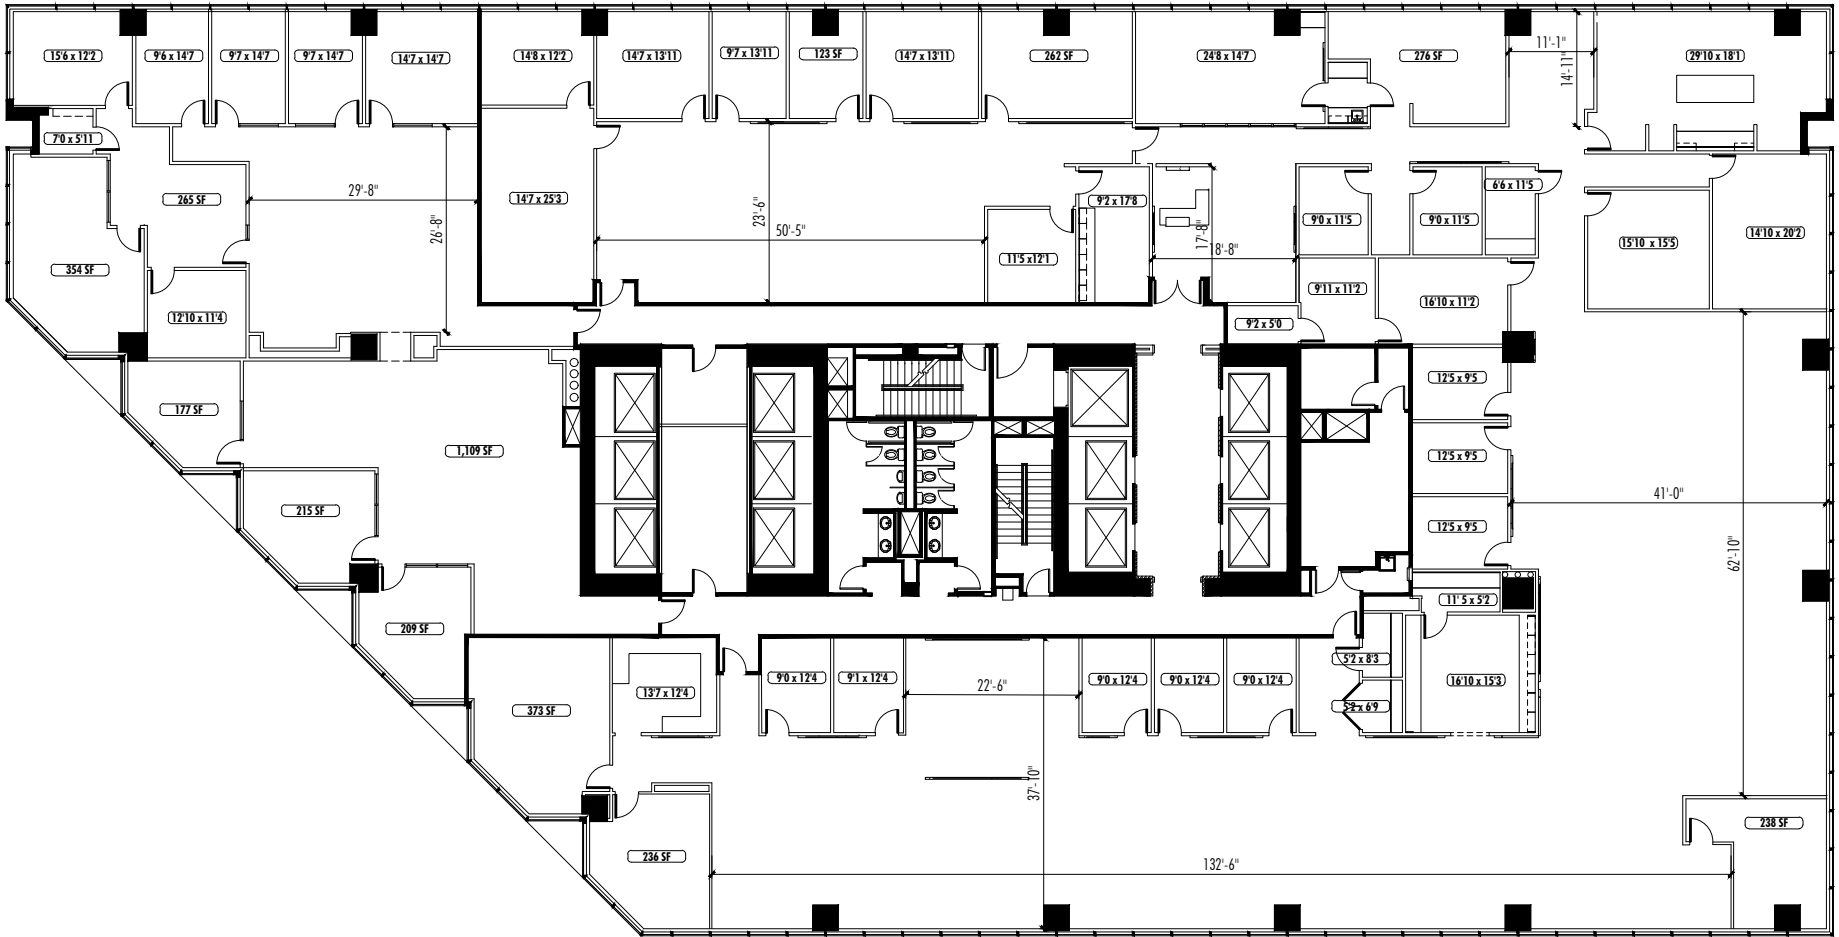 15'6 x 12'2
9'6 x 14'7
9'7 x 14'7
9'7 x 14'7
14'7 x 14'7
14'8 x 12'2
14'7 x 13'11
9'7 x 13'11
123 SF
14'7 x 13'11
262 SF
24'8 x 14'7
276 SF
11'-1"
14'-11"
29'10 x 18'1
7'0 x 5'11
265 SF
29'-8"
26'-8"
14'7 x 25'3
23'-6"
50'-5"
9'2 x 17'8
11'5 x12'1
17'-8"
18'-8"
9'0 x 11'5
9'0 x 11'5
6'6 x 11'5
15'10 x 15'5
14'10 x 20'2
354 SF
12'10 x 11'4
9'11 x 11'2
16'10 x 11'2
9'2 x 5'0
177 SF
1,109 SF
12'5 x 9'5
12'5 x 9'5
12'5 x 9'5
41'-0"
62'-10"
215 SF
209 SF
11' 5 x 5'2
373 SF
13'7 x 12'4
9'0 x 12'4
9'1 x 12'4
22'-6"
9'0 x 12'4
9'0 x 12'4
9'0 x 12'4
5'2 x 8'3
5'2 x 6'9
16'10 x 15'3
37'-10"
236 SF
132'-6"
238 SF